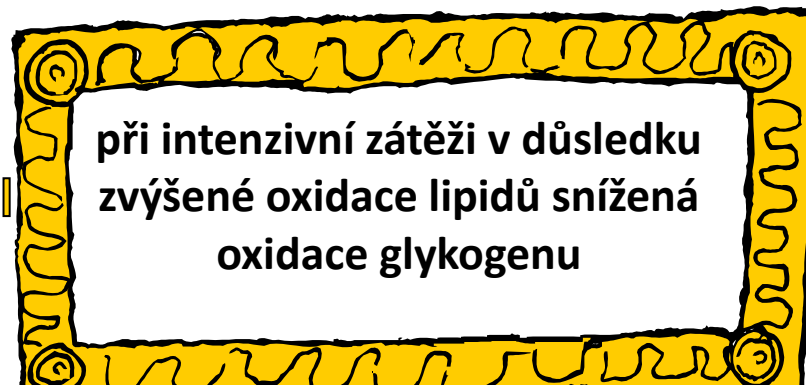 při intenzivní zátěži v důsledku
zvýšené oxidace lipidů snížená
oxidace glykogenu